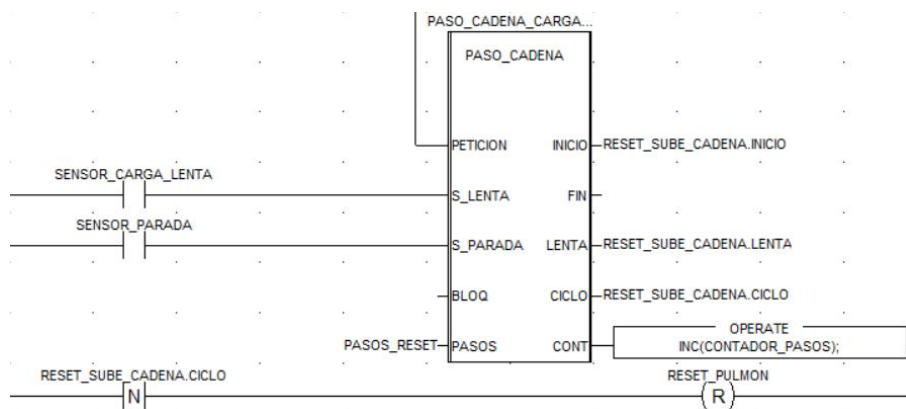 PASO_CADENA_CARGA...
PASO_CADENA
PETICION INICIO RESET_SUBE_CADENA.INICIO
SENSOR_CARGA_LENTA
S_LENTA FIN
SENSOR_PARADA
S_PARADA LENTA RESET_SUBE_CADENA.LENTA
BLOQ CICLO RESET_SUBE_CADENA.CICLO
OPERATE
PASOS_RESET PASOS CONT INC(CONTADOR_PASOS);
RESET_SUBE_CADENA.CICLO RESET_PULMON
N R